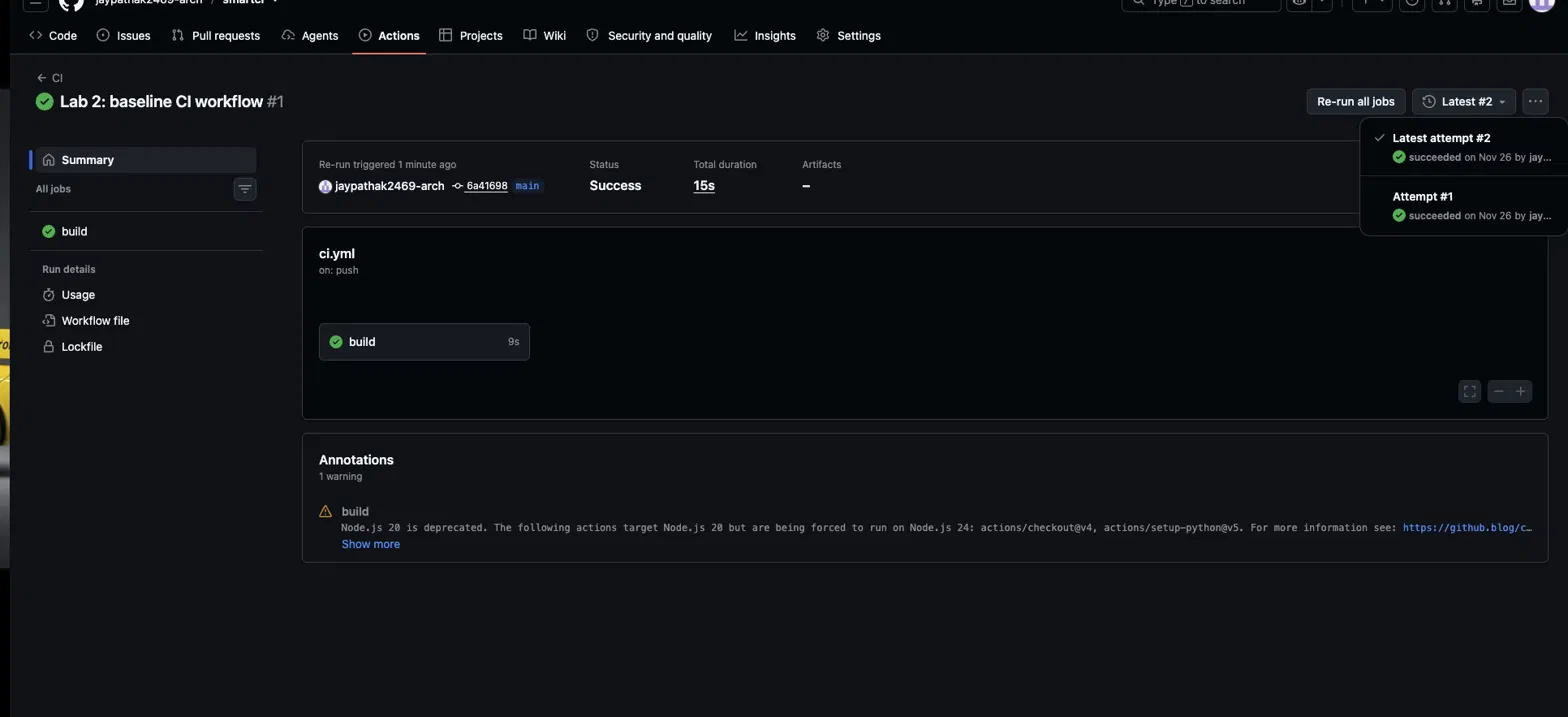 jaypathak2469-arch / smartcr
Type / to search
Code Issues Pull requests Agents Actions Projects Wiki Security and quality Insights Settings
CI
Lab 2: baseline CI workflow #1
Re-run all jobs
Latest #2
Latest attempt #2
succeeded on Nov 26 by jay...
Attempt #1
succeeded on Nov 26 by jay...
Summary
All jobs
build
Run details
Usage
Workflow file
Lockfile
Re-run triggered 1 minute ago
jaypathak2469-arch 6a41698 main
Status
Success
Total duration
15s
Artifacts
–
ci.yml
on: push
build 9s
Annotations
1 warning
build
Node.js 20 is deprecated. The following actions target Node.js 20 but are being forced to run on Node.js 24: actions/checkout@v4, actions/setup-python@v5. For more information see: https://github.blog/c…
Show more